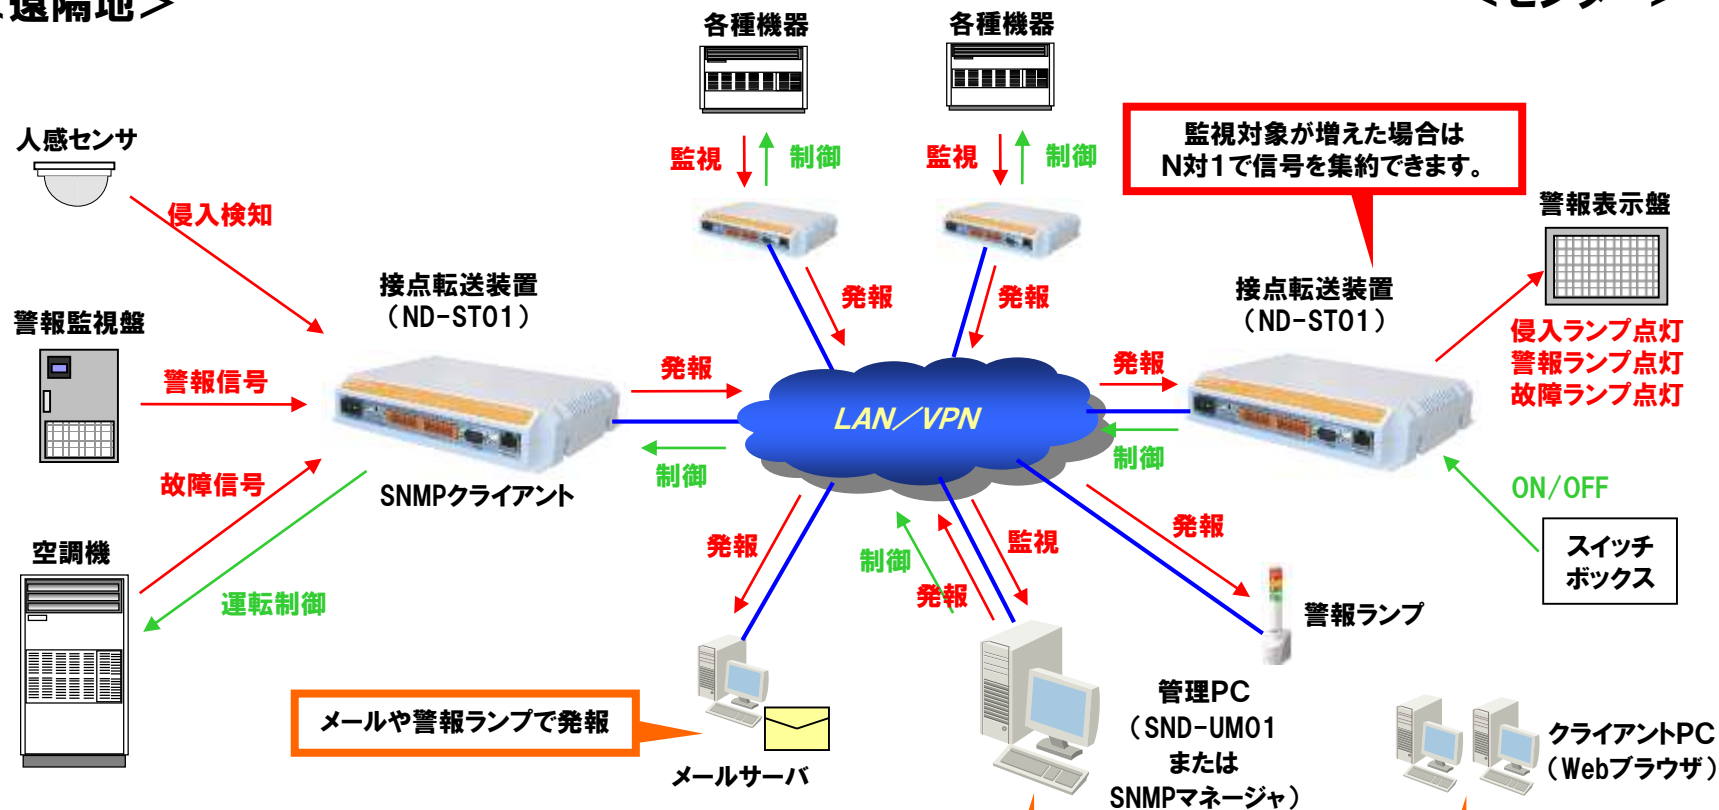 ＜遠隔地＞
＜センター＞
各種機器
各種機器
監視
制御
監視
制御
監視対象が増えた場合は
N対１で信号を集約できます。
人感センサ
侵入検知
警報表示盤
接点転送装置
（ND-ST01）
発報
発報
接点転送装置
（ND-ST01）
警報監視盤
警報信号
発報
LAN／VPN
発報
侵入ランプ点灯
警報ランプ点灯
故障ランプ点灯
制御
制御
故障信号
SNMPクライアント
ON/OFF
発報
制御
発報
監視
発報
スイッチ
ボックス
空調機
運転制御
警報ランプ
メールや警報ランプで発報
メールサーバ
管理PC
（SND-UM01
または
SNMPマネージャ）
クライアントPC
（Webブラウザ）